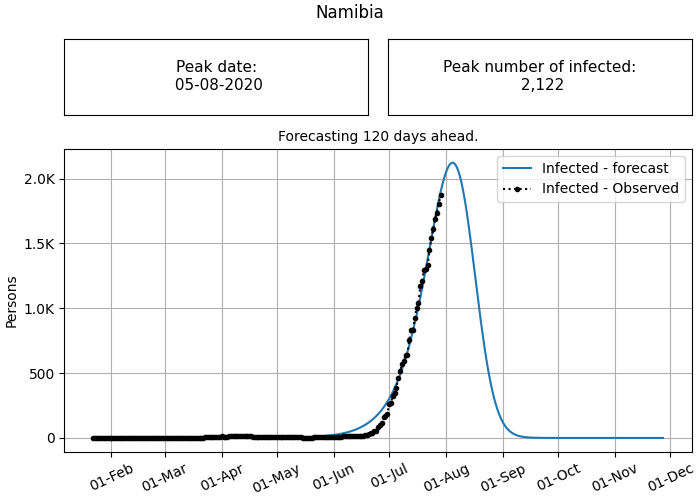 Namibia
Peak date:
05-08-2020
Peak number of infected:
2,122
Forecasting 120 days ahead.
Infected - forecast
Infected - Observed
Persons
2.0K
1.5K
1.0K
500
0
01-Feb
01-Mar
01-Apr
01-May
01-Jun
01-Jul
01-Aug
01-Sep
01-Oct
01-Nov
01-Dec